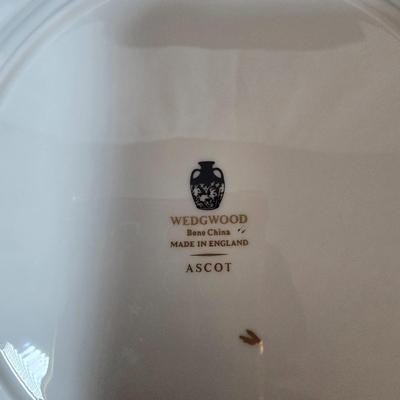 WEDGWOOD
Bone China
MADE IN ENGLAND
ASCOT